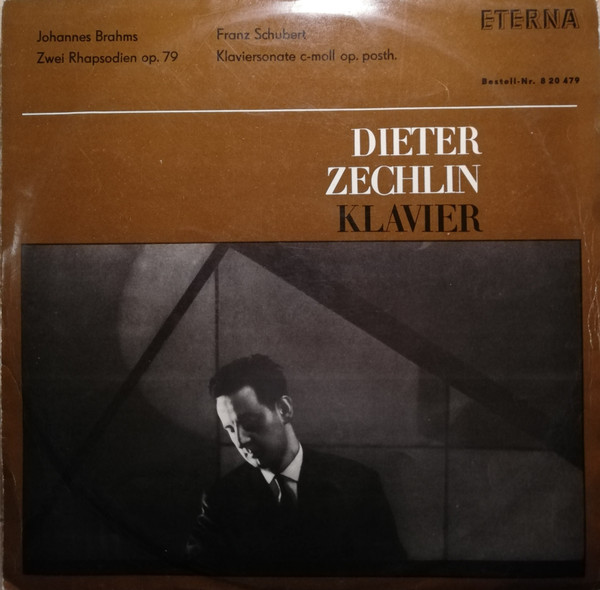 Johannes Brahms
Zwei Rhapsodien op. 79
Franz Schubert
Klaviersonate c-moll op. posth.
ETERNA
Bestell-Nr. 8 20 479
DIETER
ZECHLIN
KLAVIER